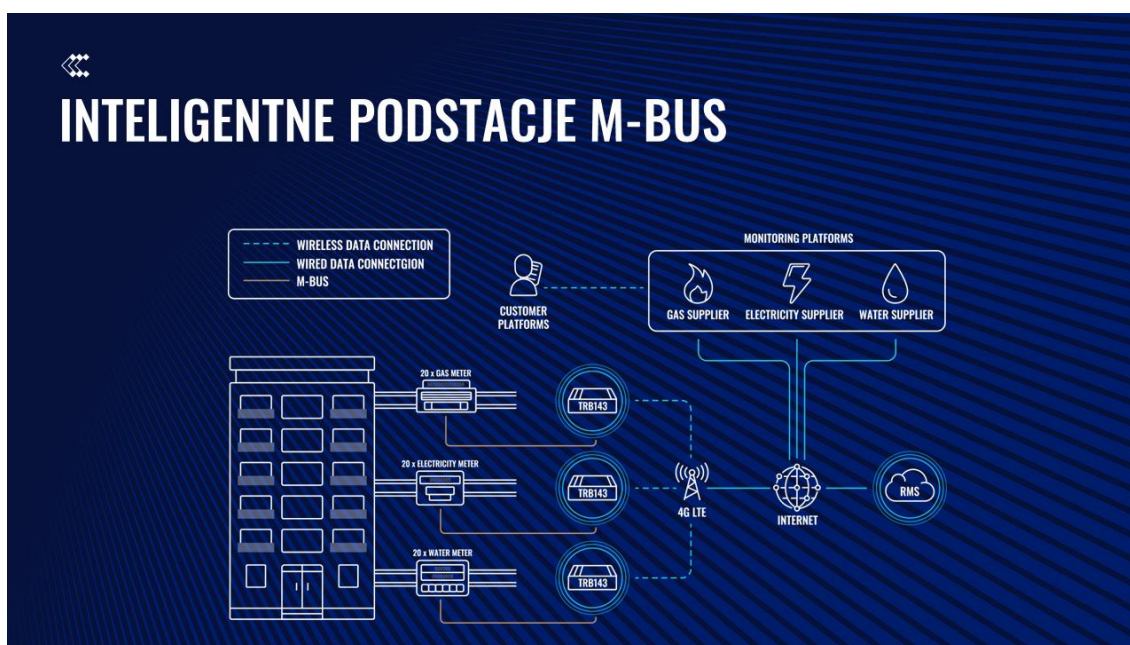 INTELIGENTNE PODSTACJE M-BUS
WIRELESS DATA CONNECTION
WIRED DATA CONNECTGION
M-BUS
CUSTOMER
PLATFORMS
MONITORING PLATFORMS
GAS SUPPLIER
ELECTRICITY SUPPLIER
WATER SUPPLIER
20 x GAS METER
TRB143
20 x ELECTRICITY METER
TRB143
4G LTE
INTERNET
RMS
20 x WATER METER
TRB143